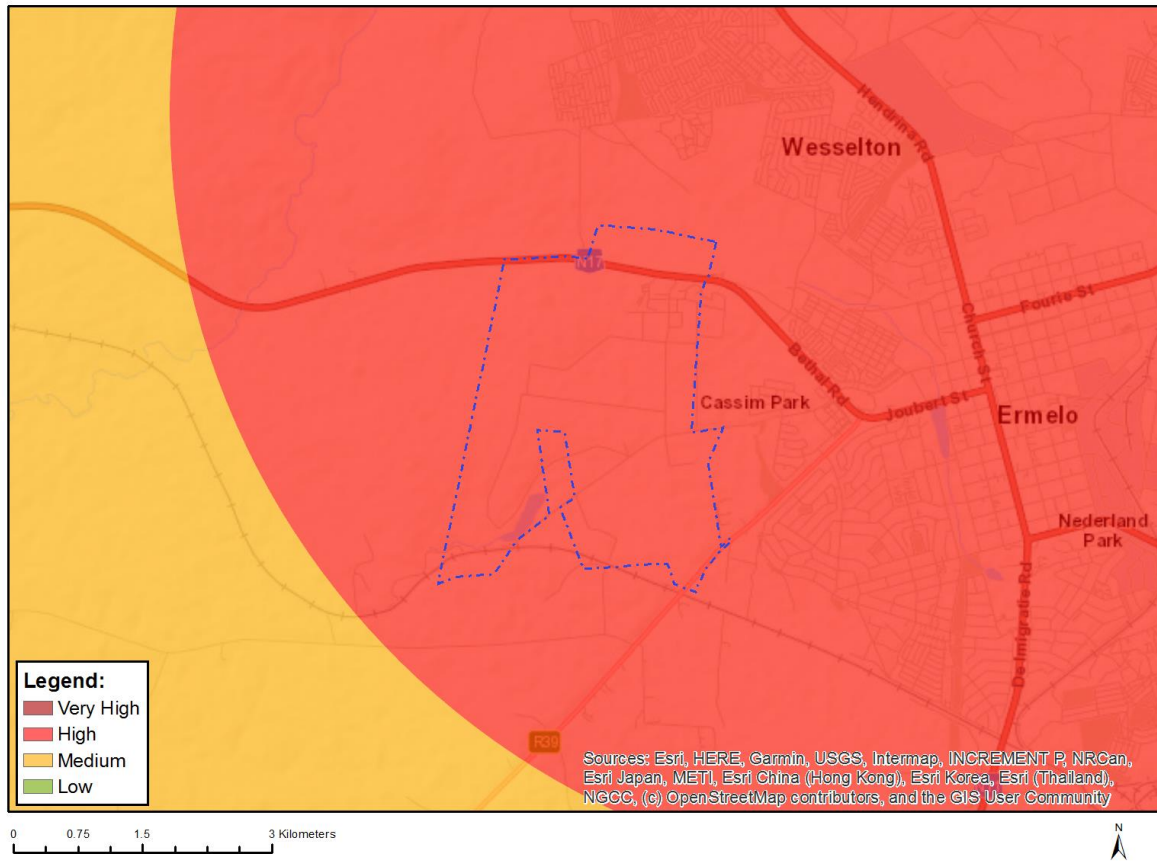 Wesselton
Hendrina Rd
N17
Fourie St
Church St
Bethal Rd
Cassim Park
Joubert St
Ermelo
Nederland
Park
De Imigratie Rd
R39
Legend:
Very High
High
Medium
Low
Sources: Esri, HERE, Garmin, USGS, Intermap, INCREMENT P, NRCan,
Esri Japan, METI, Esri China (Hong Kong), Esri Korea, Esri (Thailand),
NGCC, (c) OpenStreetMap contributors, and the GIS User Community
0 0.75 1.5 3 Kilometers
N